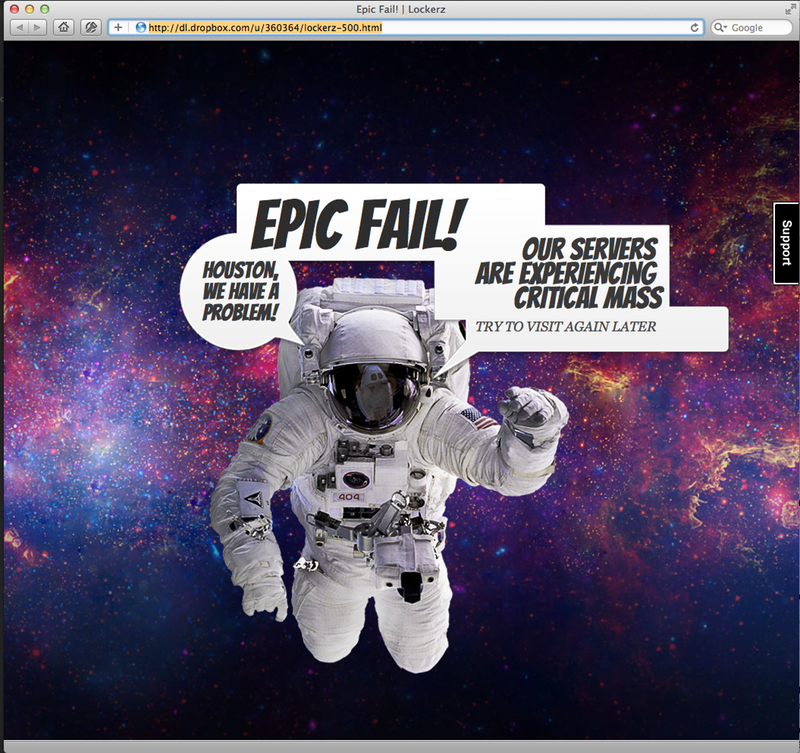 Epic Fail! | Lockerz
http://dl.dropbox.com/u/360364/lockerz-500.html
Google
EPIC FAIL!
HOUSTON,
WE HAVE A
PROBLEM!
OUR SERVERS
ARE EXPERIENCING
CRITICAL MASS
TRY TO VISIT AGAIN LATER
Support
404